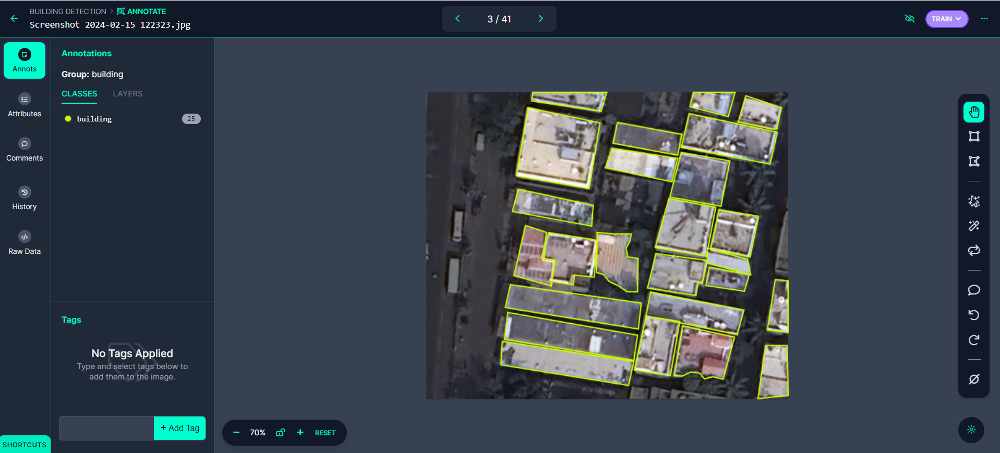 BUILDING DETECTION > ANNOTATE
Screenshot 2024-02-15 122323.jpg
3 / 41
TRAIN
Annots
Attributes
Comments
History
Raw Data
SHORTCUTS
Annotations
Group: building
CLASSES LAYERS
building 25
Tags
No Tags Applied
Type and select tags below to
add them to the image.
+ Add Tag
70% RESET